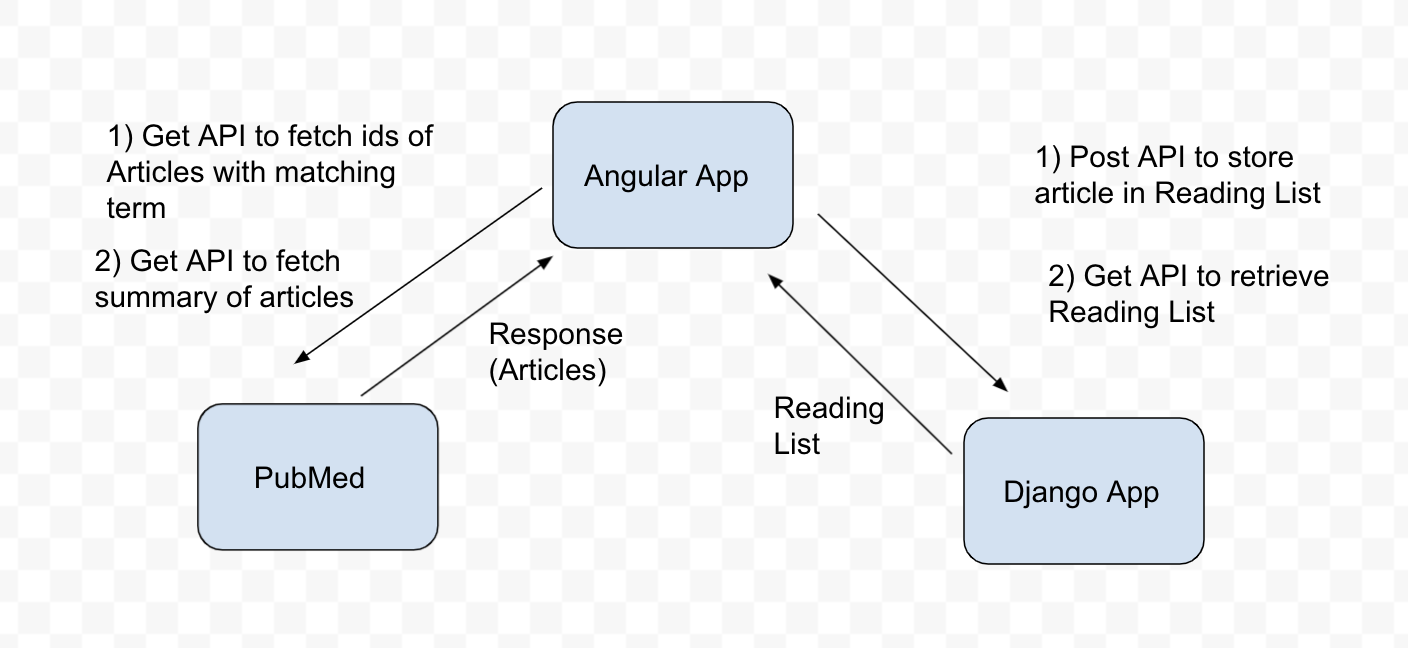 Angular App
1) Get API to fetch ids of
Articles with matching
term
2) Get API to fetch
summary of articles
Response
(Articles)
PubMed
1) Post API to store
article in Reading List
2) Get API to retrieve
Reading List
Reading
List
Django App